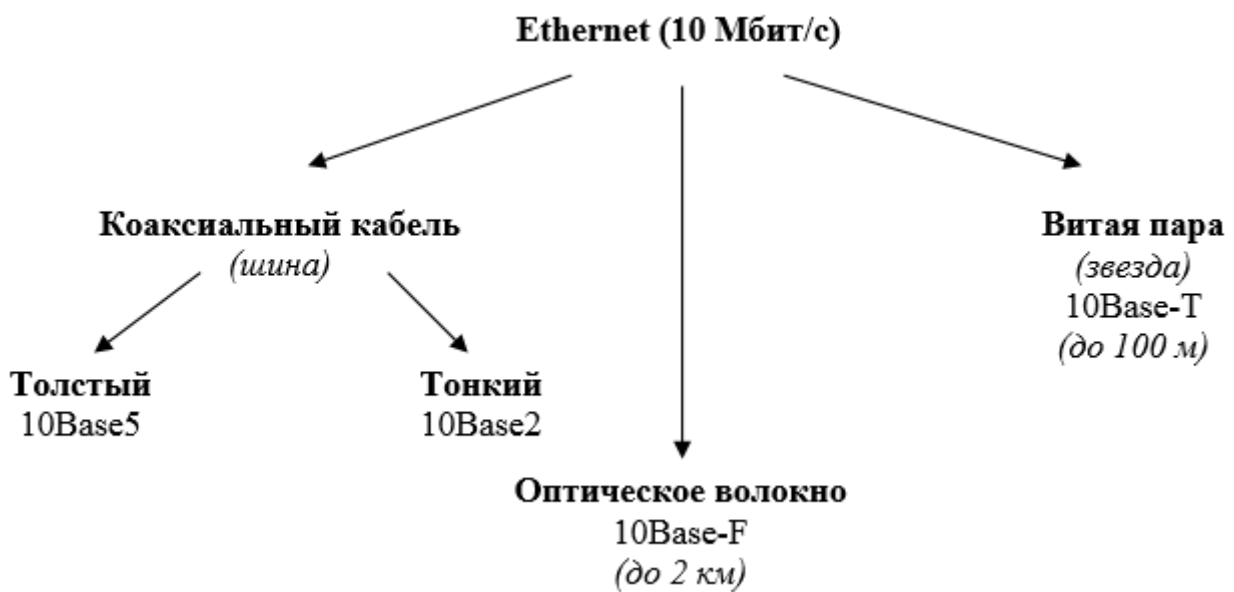 Ethernet (10 Мбит/с)
Коаксиальный кабель
(шина)
Толстый
10Base5
Тонкий
10Base2
Оптическое волокно
10Base-F
(до 2 км)
Витая пара
(звезда)
10Base-T
(до 100 м)